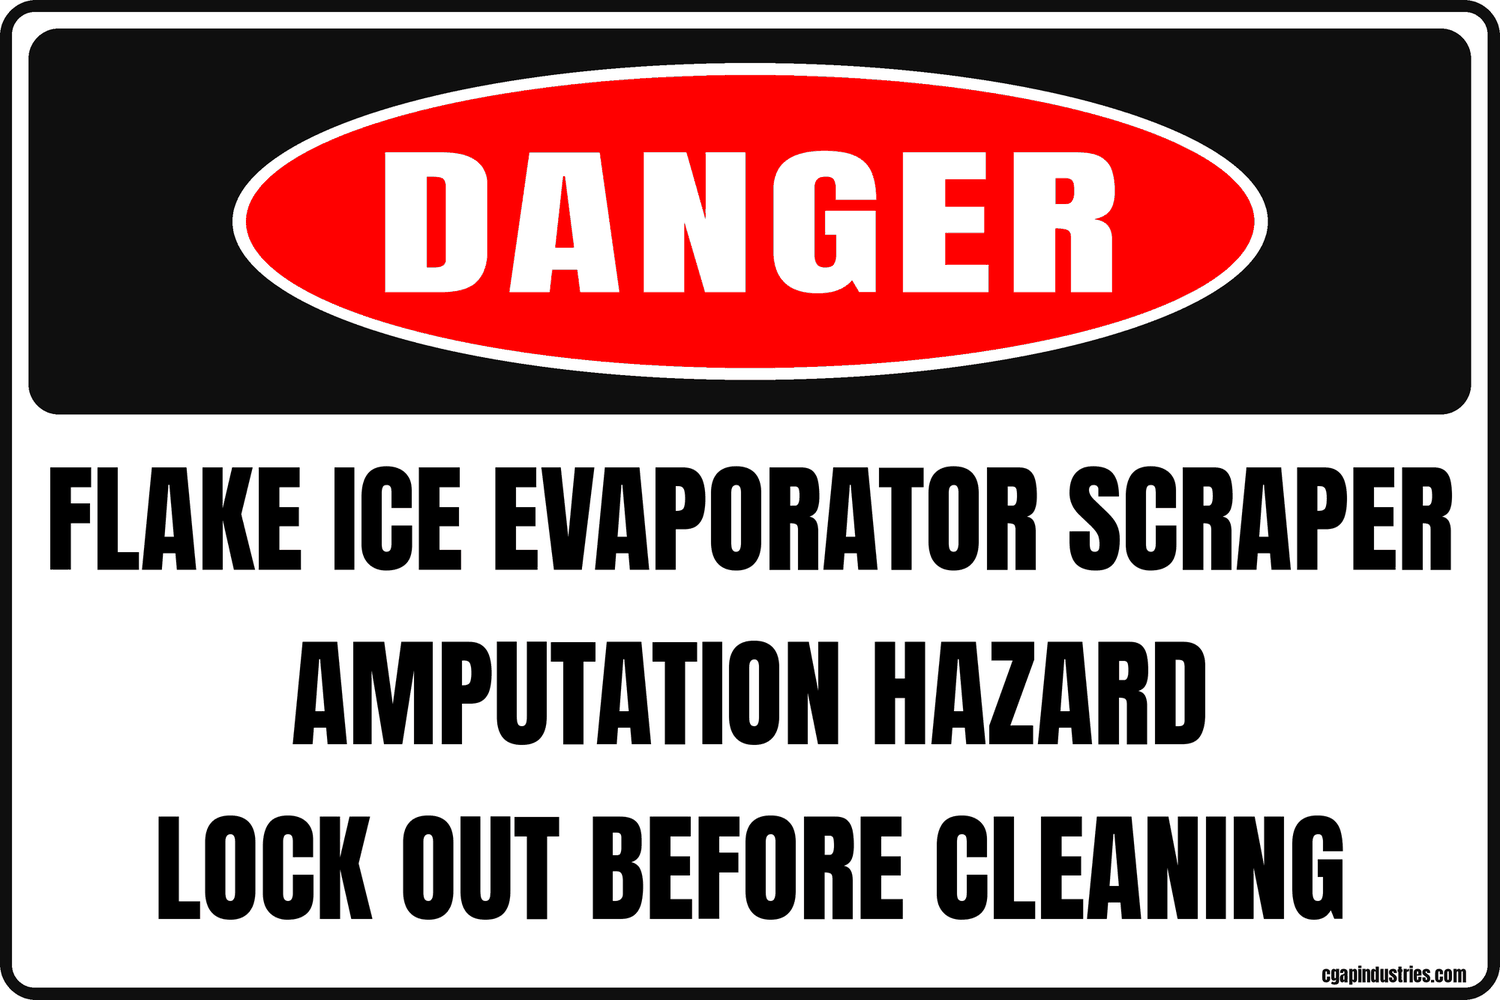 DANGER
FLAKE ICE EVAPORATOR SCRAPER
AMPUTATION HAZARD
LOCK OUT BEFORE CLEANING
cgapindustries.com